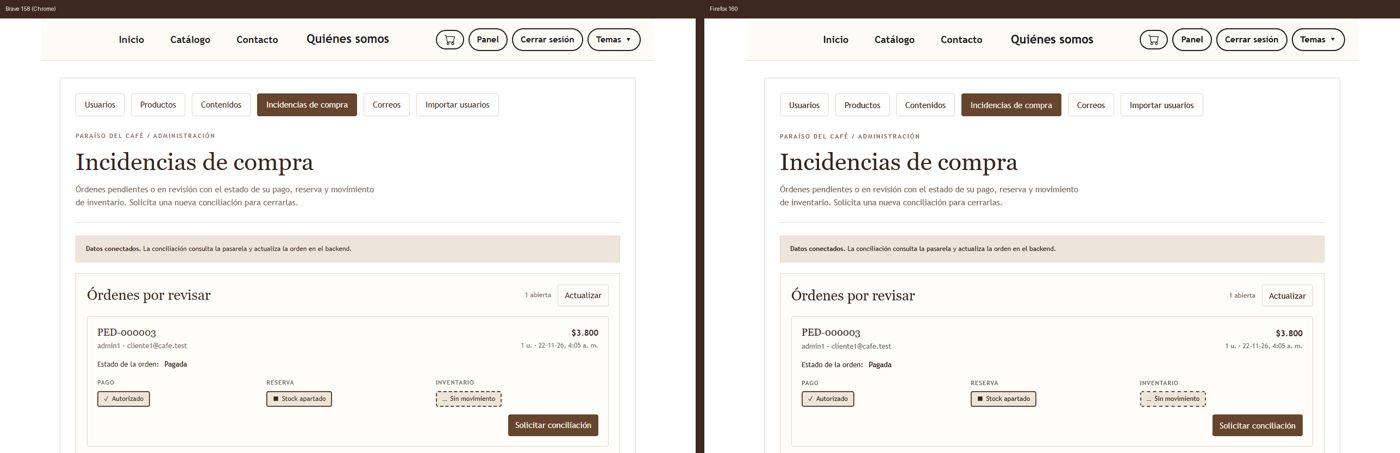 Brave 158 (Chrome)
Inicio Catálogo Contacto Quiénes somos Panel Cerrar sesión Temas ▼
Usuarios Productos Contenidos Incidencias de compra Correos Importar usuarios
PARAÍSO DEL CAFÉ / ADMINISTRACIÓN
Incidencias de compra
Órdenes pendientes o en revisión con el estado de su pago, reserva y movimiento
de inventario. Solicita una nueva conciliación para cerrarlas.
Datos conectados. La conciliación consulta la pasarela y actualiza la orden en el backend.
Órdenes por revisar 1 abierta Actualizar
PED-000003 $3.800
admin1 · cliente1@cafe.test 1 u. · 22-11-26, 4:05 a. m.
Estado de la orden: Pagada
PAGO RESERVA INVENTARIO
✓ Autorizado ■ Stock apartado … Sin movimiento
Solicitar conciliación
Firefox 160
Inicio Catálogo Contacto Quiénes somos Panel Cerrar sesión Temas ▼
Usuarios Productos Contenidos Incidencias de compra Correos Importar usuarios
PARAÍSO DEL CAFÉ / ADMINISTRACIÓN
Incidencias de compra
Órdenes pendientes o en revisión con el estado de su pago, reserva y movimiento
de inventario. Solicita una nueva conciliación para cerrarlas.
Datos conectados. La conciliación consulta la pasarela y actualiza la orden en el backend.
Órdenes por revisar 1 abierta Actualizar
PED-000003 $3.800
admin1 · cliente1@cafe.test 1 u. · 22-11-26, 4:05 a. m.
Estado de la orden: Pagada
PAGO RESERVA INVENTARIO
✓ Autorizado ■ Stock apartado … Sin movimiento
Solicitar conciliación